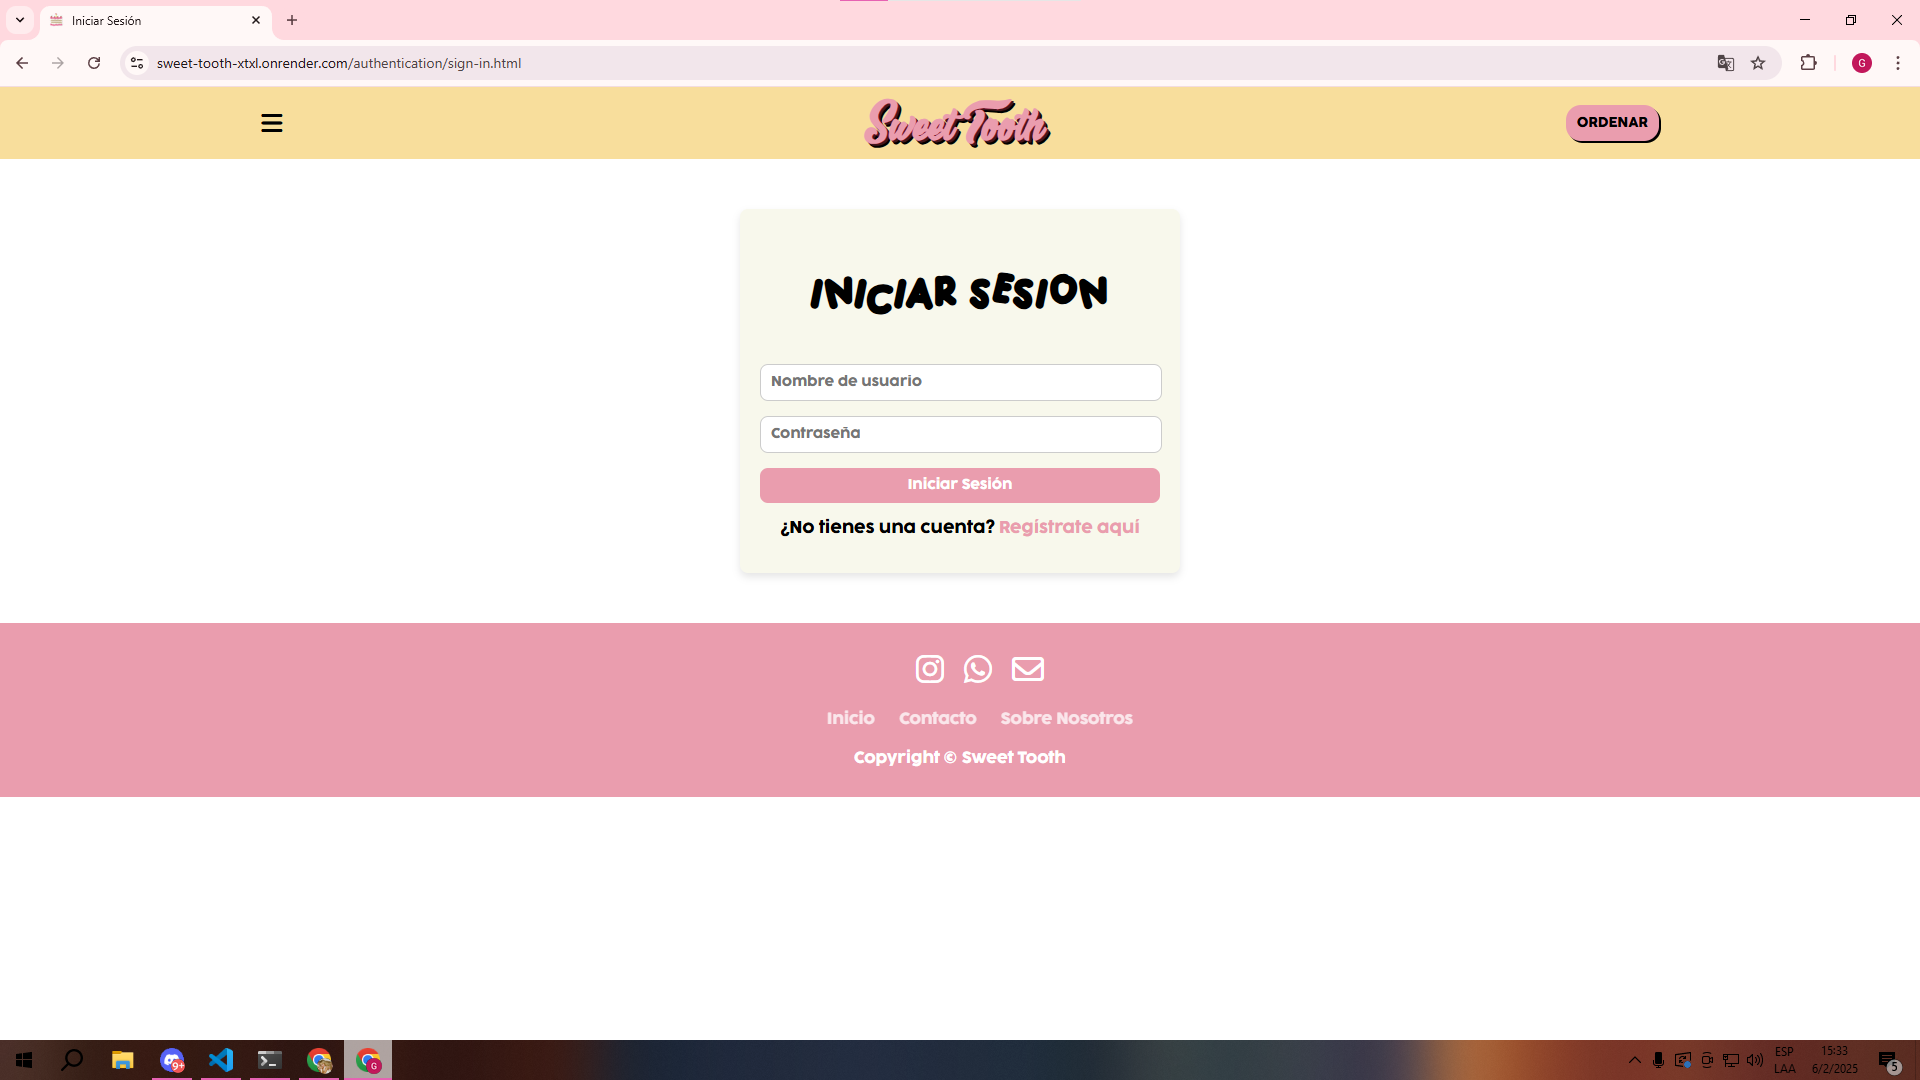 Iniciar Sesión
sweet-tooth-xtxl.onrender.com/authentication/sign-in.html
G
Sweet Tooth
ORDENAR
INICIAR SESION
Nombre de usuario
Contraseña
Iniciar Sesión
¿No tienes una cuenta? Regístrate aquí
Inicio Contacto Sobre Nosotros
Copyright © Sweet Tooth
9+
G
ESP
LAA
15:33
6/2/2025
5